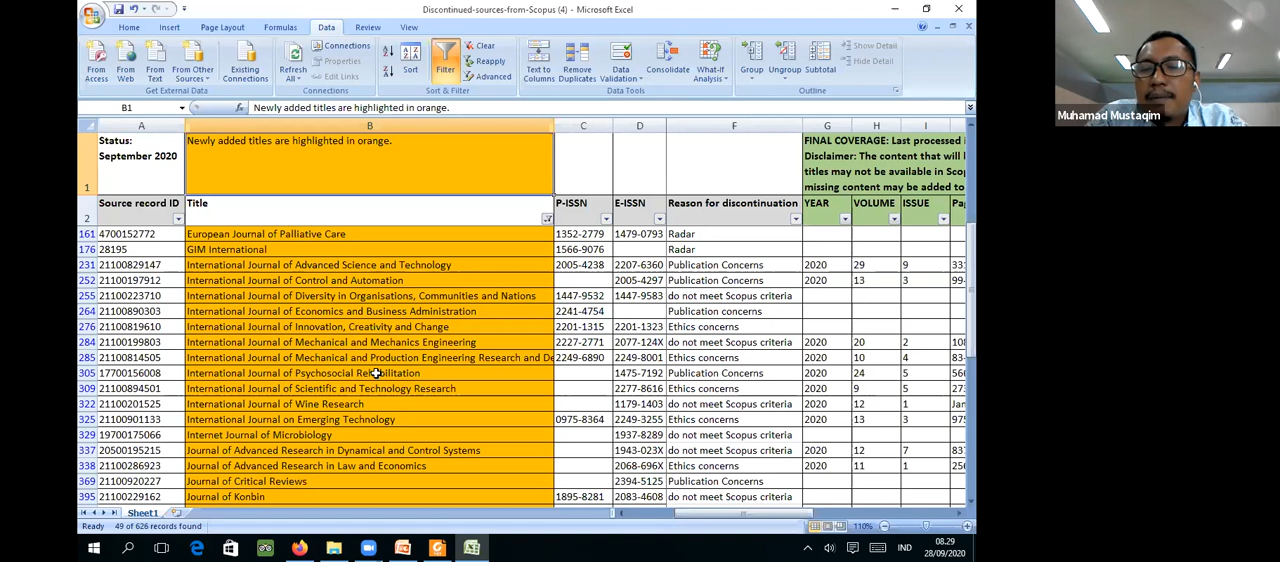 Discontinued-sources-from-Scopus (4) - Microsoft Excel
Home Insert Page Layout Formulas Data Review View
From Access From Web From Text From Other Sources Existing Connections
Get External Data
Refresh All Connections Properties Edit Links
Connections
Sort Filter Clear Reapply Advanced
Sort & Filter
Text to Columns Remove Duplicates Data Validation Consolidate What-If Analysis
Data Tools
Group Ungroup Subtotal Show Detail Hide Detail
Outline
B1 fx Newly added titles are highlighted in orange.
A B C D F G H I
1 Status: September 2020 Newly added titles are highlighted in orange.
FINAL COVERAGE: Last processed
Disclaimer: The content that will
titles may not be available in Sco
missing content may be added to
2 Source record ID Title P-ISSN E-ISSN Reason for discontinuation YEAR VOLUME ISSUE Pa
161 4700152772 European Journal of Palliative Care 1352-2779 1479-0793 Radar
176 28195 GIM International 1566-9076 Radar
231 21100829147 International Journal of Advanced Science and Technology 2005-4238 2207-6360 Publication Concerns 2020 29 9 331
252 21100197912 International Journal of Control and Automation 2005-4297 Publication Concerns 2020 13 3 99-
255 21100223710 International Journal of Diversity in Organisations, Communities and Nations 1447-9532 1447-9583 do not meet Scopus criteria
264 21100890303 International Journal of Economics and Business Administration 2241-4754 Publication concerns
276 21100819610 International Journal of Innovation, Creativity and Change 2201-1315 2201-1323 Ethics concerns
284 21100199803 International Journal of Mechanical and Mechanics Engineering 2227-2771 2077-124X do not meet Scopus criteria 2020 20 2 108
285 21100814505 International Journal of Mechanical and Production Engineering Research and De 2249-6890 2249-8001 Ethics concerns 2020 10 4 83-
305 17700156008 International Journal of Psychosocial Rehabilitation 1475-7192 Publication Concerns 2020 24 5 566
309 21100894501 International Journal of Scientific and Technology Research 2277-8616 Ethics concerns 2020 9 5 273
322 21100201525 International Journal of Wine Research 1179-1403 do not meet Scopus criteria 2020 12 1 Jan
325 21100901133 International Journal on Emerging Technology 0975-8364 2249-3255 Ethics concerns 2020 13 3 975
329 19700175066 Internet Journal of Microbiology 1937-8289 do not meet Scopus criteria
337 20500195215 Journal of Advanced Research in Dynamical and Control Systems 1943-023X do not meet Scopus criteria 2020 12 7 837
338 21100286923 Journal of Advanced Research in Law and Economics 2068-696X Ethics concerns 2020 11 1 256
369 21100920227 Journal of Critical Reviews 2394-5125 Publication Concerns
395 21100229162 Journal of Konbin 1895-8281 2083-4608 do not meet Scopus criteria
Sheet1
Ready 49 of 626 records found 110%
IND 08.29
28/09/2020
Muhamad Mustaqim